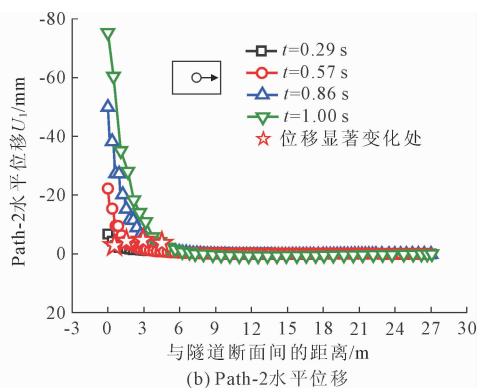 -80
-60
-40
-20
0
20
Path-2水平位移U₁/mm
t=0.29 s
t=0.57 s
t=0.86 s
t=1.00 s
位移显著变化处
-3 0 3 6 9 12 15 18 21 24 27 30
与隧道断面间的距离/m
(b) Path-2水平位移